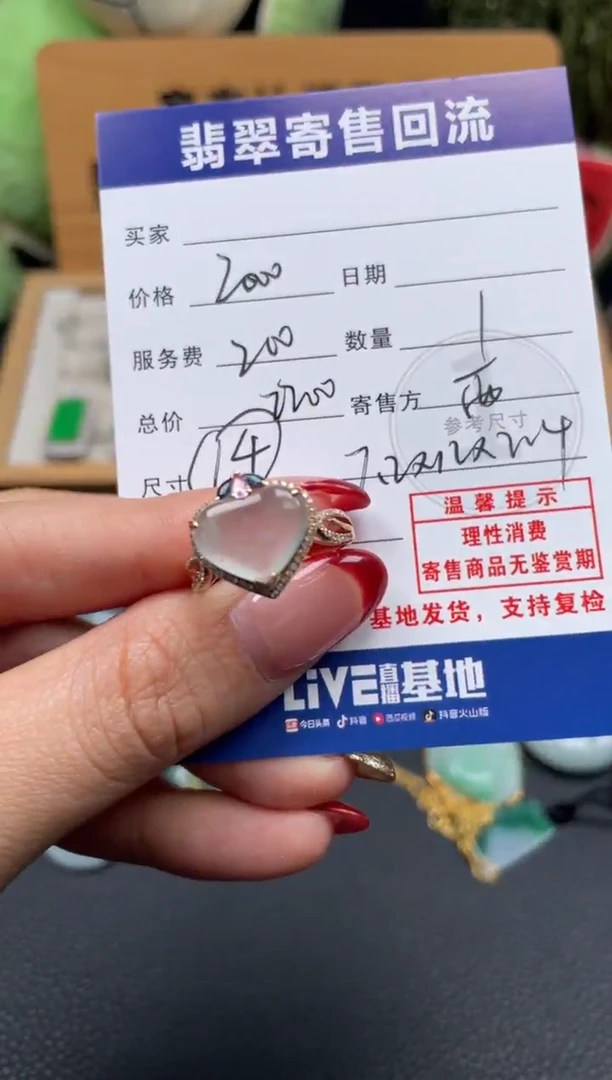 翡翠寄售回流
买家
价格 2000 日期
服务费 200 数量 1
总价 2200 寄售方 西
参考尺寸
尺寸 14
温馨提示
理性消费
寄售商品无鉴赏期
基地发货，支持复检
LiVE直播基地
今日头条 抖音 西瓜视频 抖音火山版